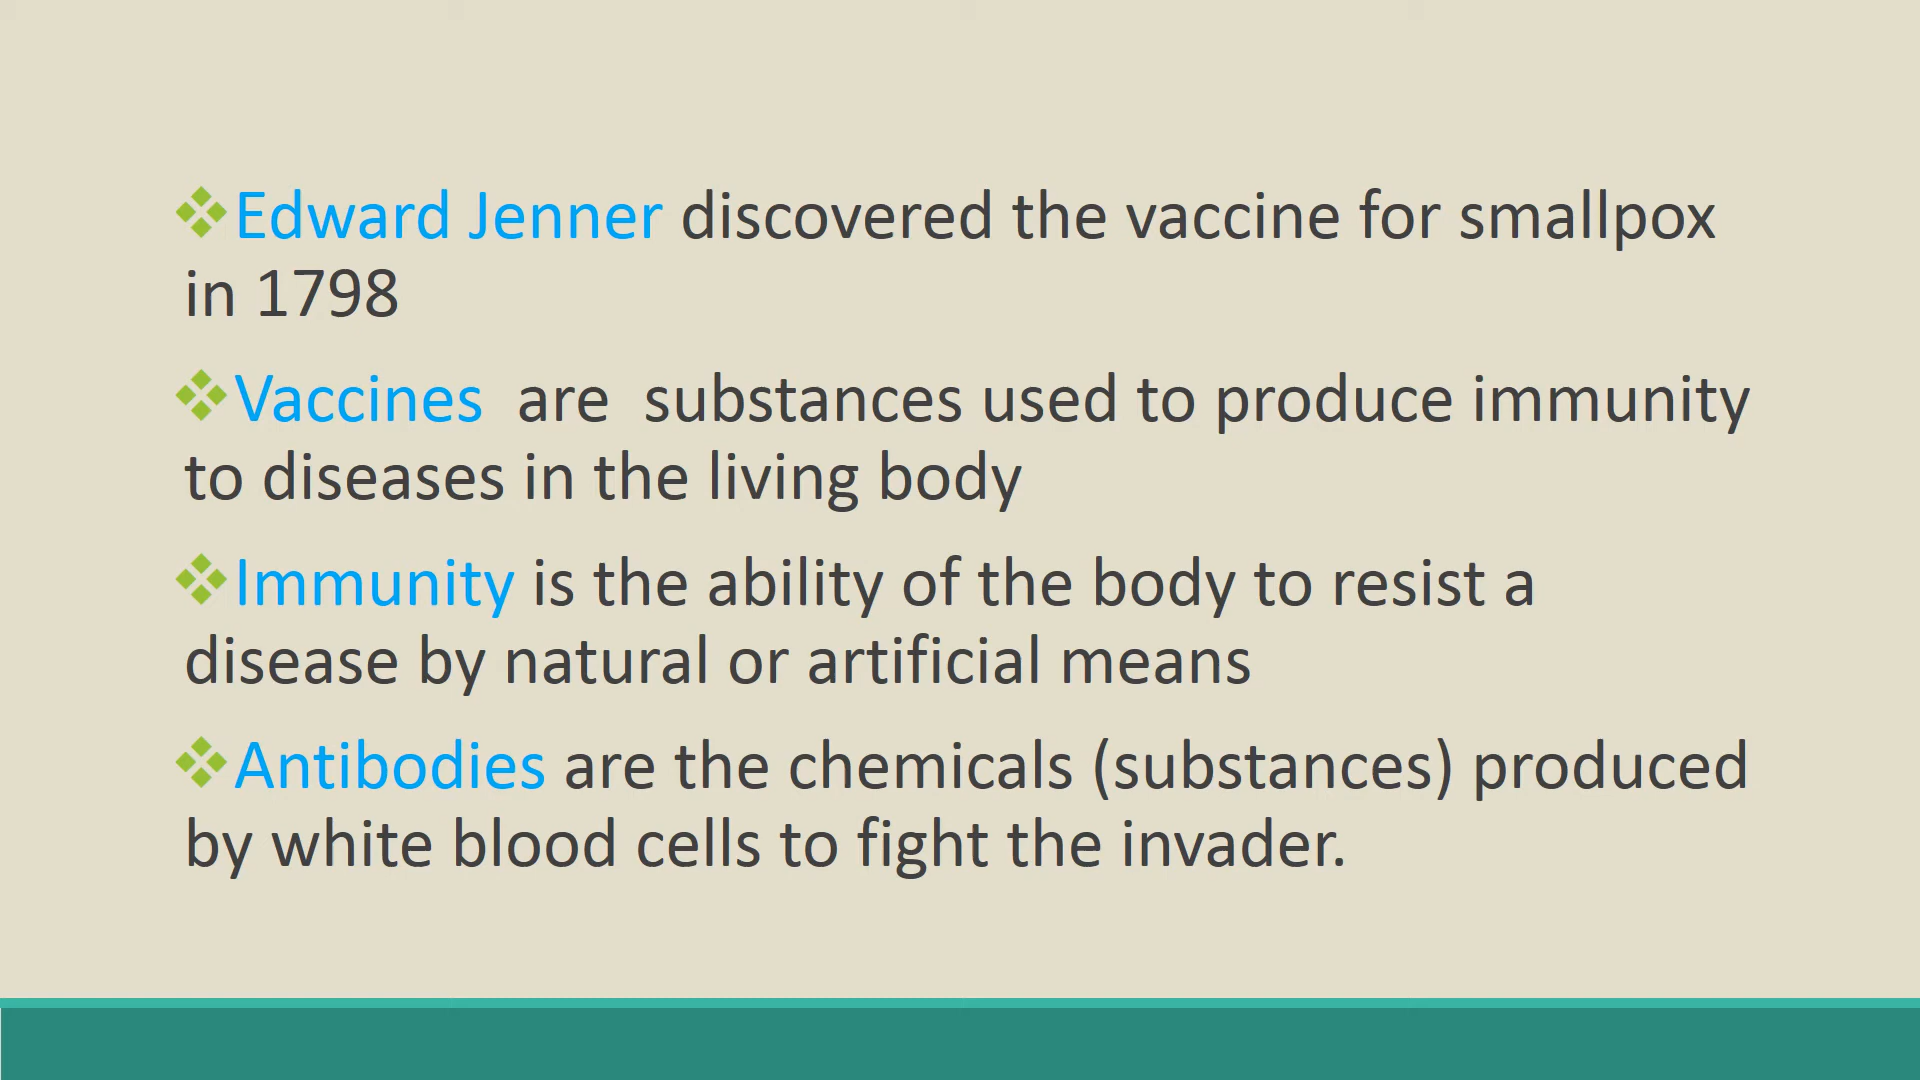 ❖Edward Jenner discovered the vaccine for smallpox
in 1798
❖Vaccines are substances used to produce immunity
to diseases in the living body
❖Immunity is the ability of the body to resist a
disease by natural or artificial means
❖Antibodies are the chemicals (substances) produced
by white blood cells to fight the invader.